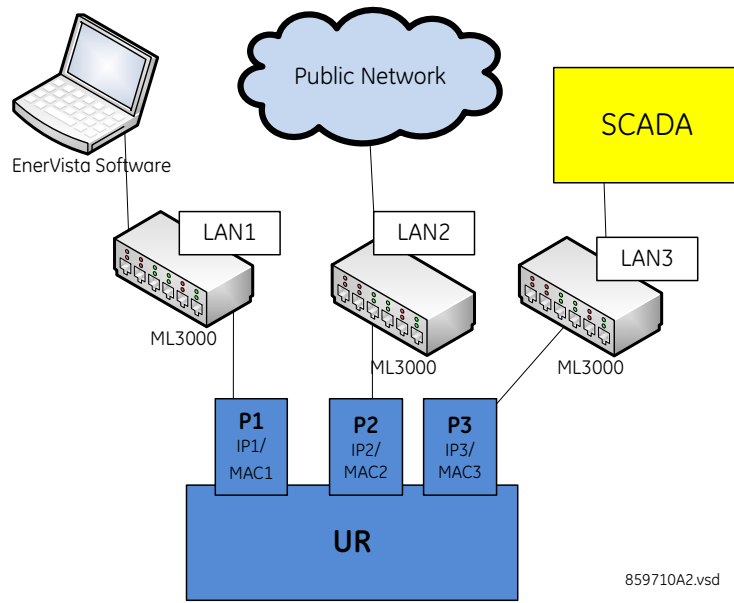 Public Network
SCADA
EnerVista Software
LAN1
LAN2
LAN3
ML3000
ML3000
ML3000
P1
IP1/
MAC1
P2
IP2/
MAC2
P3
IP3/
MAC3
UR
859710A2.vsd